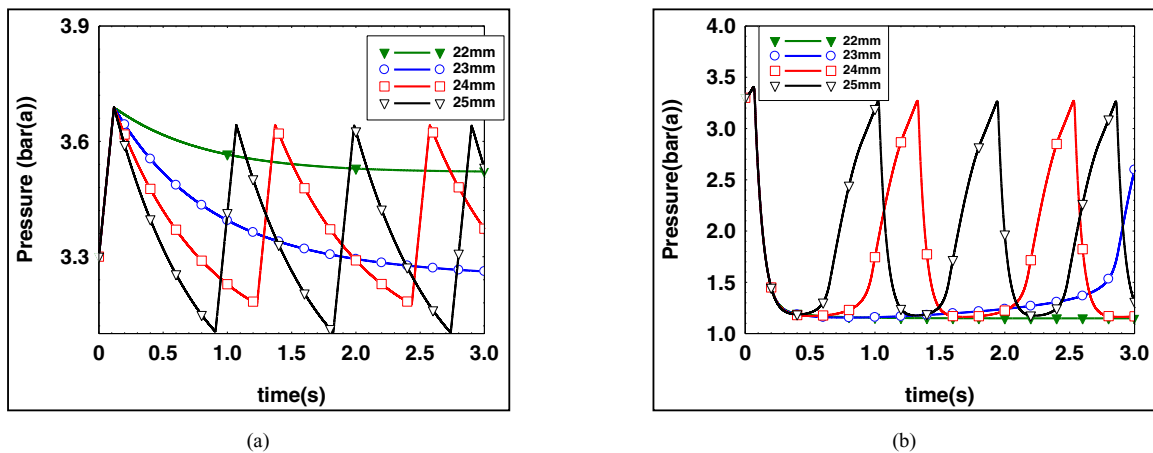 3.9
3.6
3.3
Pressure (bar(a))
22mm
23mm
24mm
25mm
0 0.5 1.0 1.5 2.0 2.5 3.0
time(s)
(a)
4.0
3.5
3.0
2.5
2.0
1.5
1.0
Pressure(bar(a))
22mm
23mm
24mm
25mm
0.0 0.5 1.0 1.5 2.0 2.5 3.0
time(s)
(b)